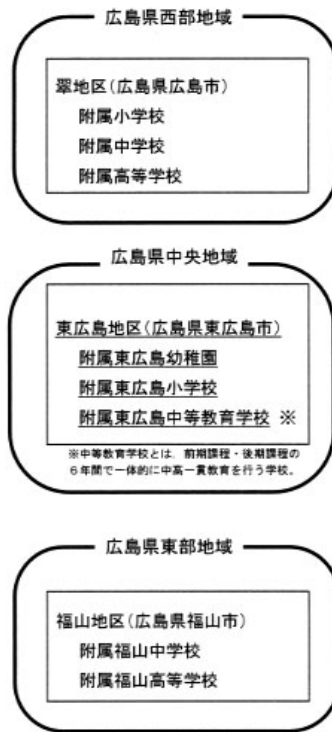 広島県西部地域
翠地区(広島県広島市)
附属小学校
附属中学校
附属高等学校
広島県中央地域
東広島地区(広島県東広島市)
附属東広島幼稚園
附属東広島小学校
附属東広島中等教育学校 ※
※中等教育学校とは、前期課程・後期課程の
6年間で一体的に中高一貫教育を行う学校。
広島県東部地域
福山地区(広島県福山市)
附属福山中学校
附属福山高等学校